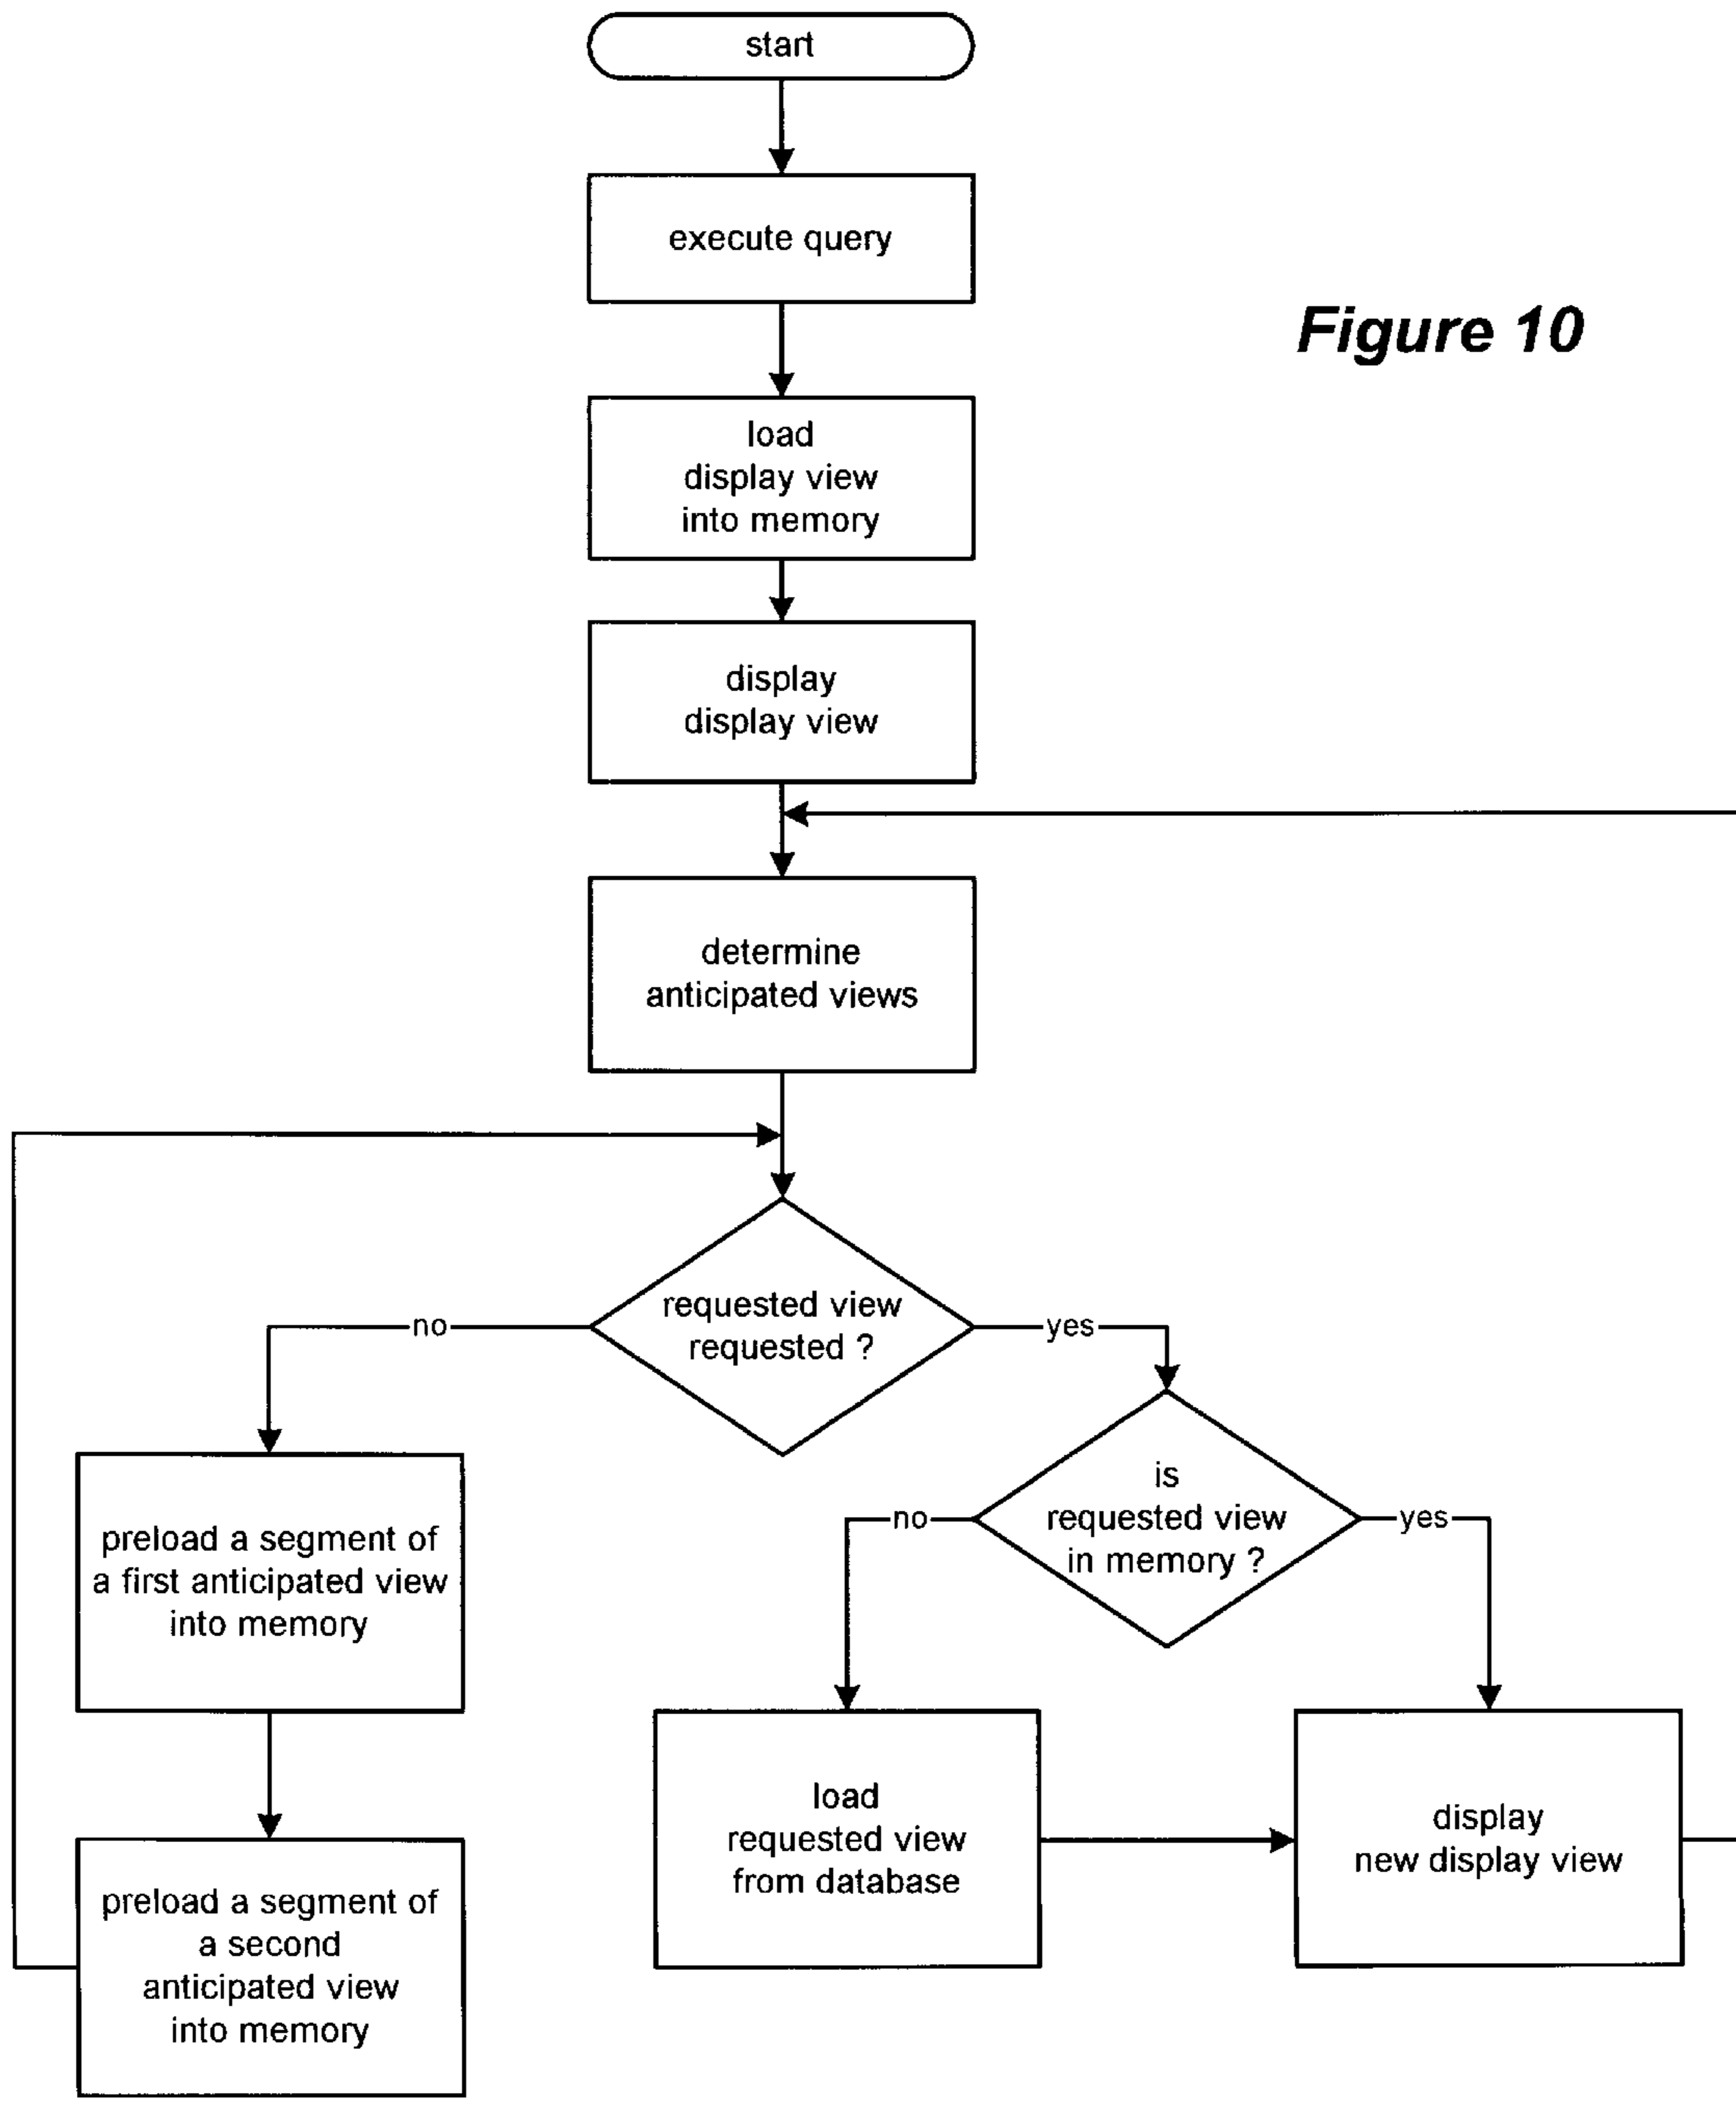 start
execute query
Figure 10
load
display view
into memory
display
display view
determine
anticipated views
requested view
requested ?
no
yes
is
requested view
in memory ?
no
yes
preload a segment of
a first anticipated view
into memory
load
requested view
from database
display
new display view
preload a segment of
a second
anticipated view
into memory